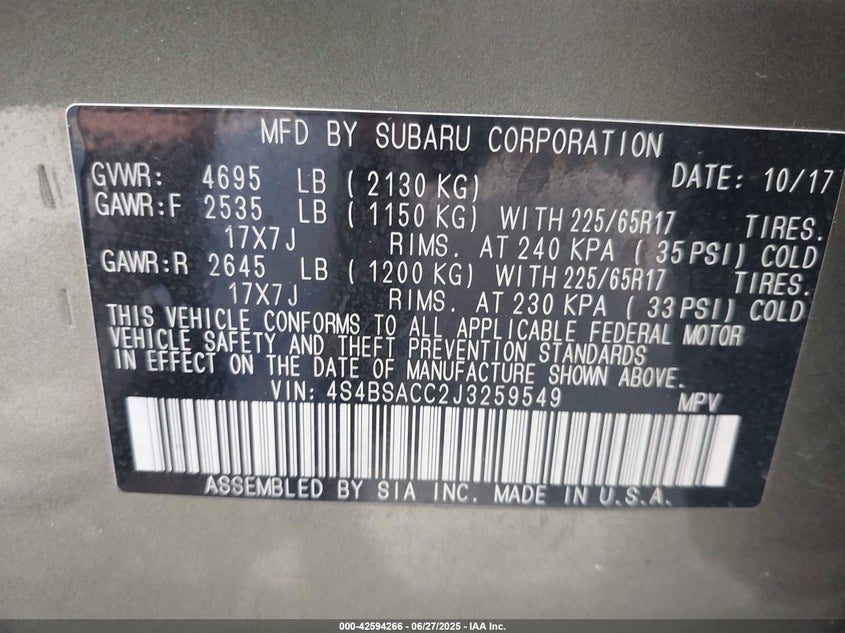 MFD BY SUBARU CORPORATION
GVWR: 4695 LB ( 2130 KG) DATE: 10/17
GAWR:F 2535 LB ( 1150 KG) WITH 225/65R17 TIRES.
17X7J RIMS. AT 240 KPA ( 35 PSI) COLD
GAWR:R 2645 LB ( 1200 KG) WITH 225/65R17 TIRES.
17X7J RIMS. AT 230 KPA ( 33 PSI) COLD
THIS VEHICLE CONFORMS TO ALL APPLICABLE FEDERAL MOTOR
VEHICLE SAFETY AND THEFT PREVENTION STANDARDS
IN EFFECT ON THE DATE OF MANUFACTURE SHOWN ABOVE.
VIN: 4S4BSACC2J3259549 MPV
ASSEMBLED BY SIA INC. MADE IN U.S.A.
000-42594266 - 06/27/2025 - IAA Inc.